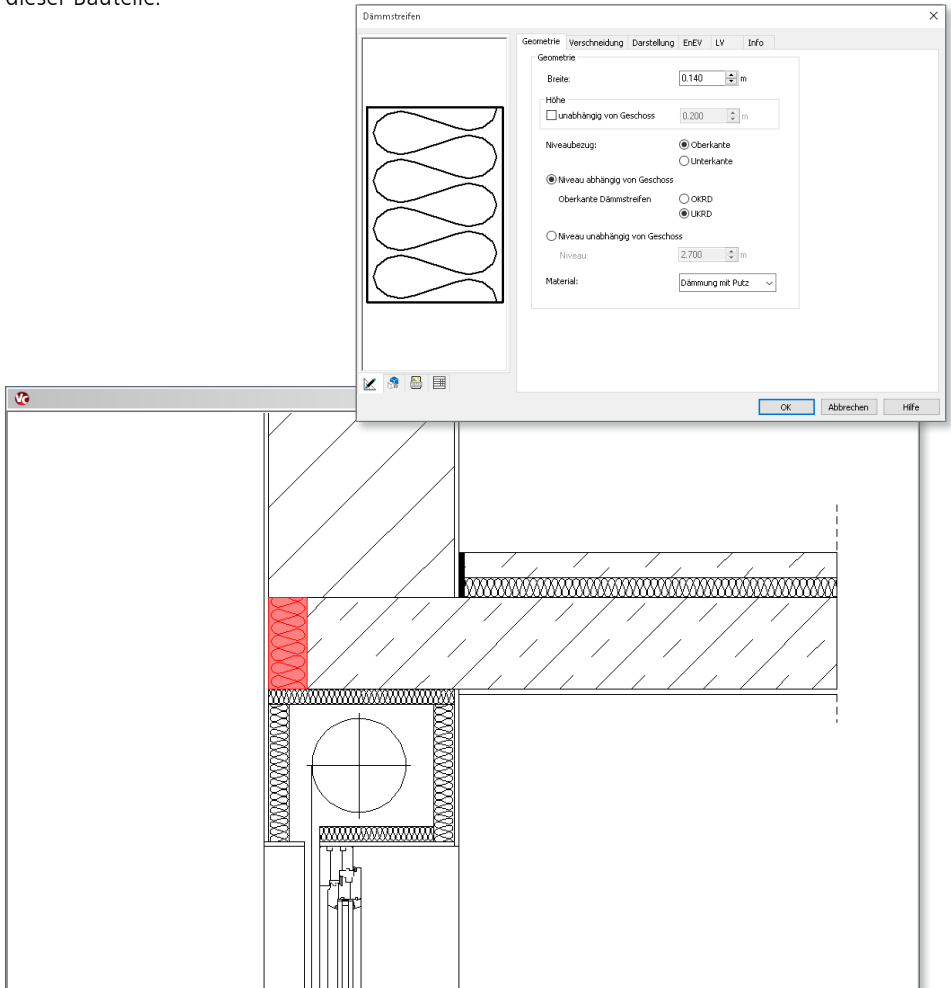 dieser Bauteile.
Dämmstreifen
Geometrie Verschneidung Darstellung EnEV LV Info
Geometrie
Breite: 0.140 m
Höhe
unabhängig von Geschoss 0.200 m
Niveaubezug: Oberkante
Unterkante
Niveau abhängig von Geschoss
Oberkante Dämmstreifen OKRD
UKRD
Niveau unabhängig von Geschoss
Niveau: 2.700 m
Material: Dämmung mit Putz
OK Abbrechen Hilfe
VC